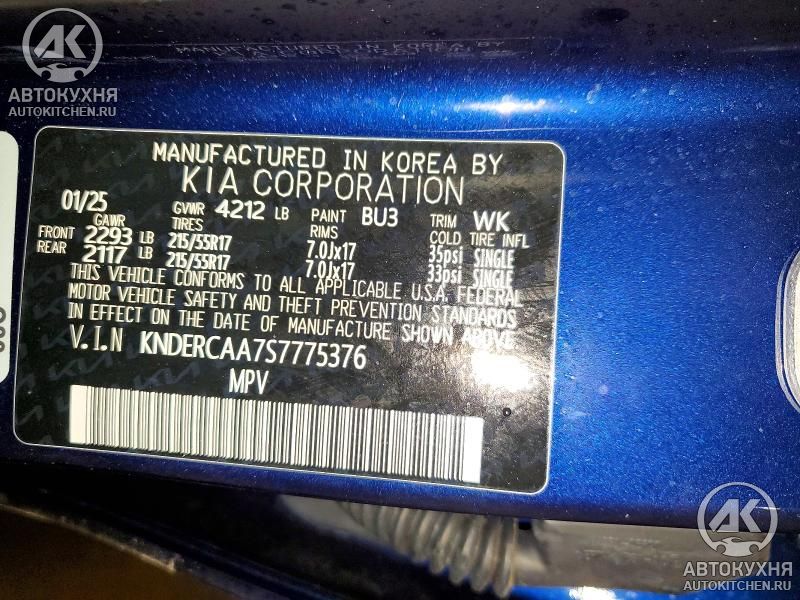 AK
АВТОКУХНЯ
AUTOKITCHEN.RU
MANUFACTURED IN KOREA BY
KIA CORPORATION
01/25 GVWR 4212 LB PAINT BU3 TRIM WK
GAWR TIRES RIMS COLD TIRE INFL
FRONT 2293 LB 215/55R17 7.0Jx17 35psi SINGLE
REAR 2117 LB 215/55R17 7.0Jx17 33psi SINGLE
THIS VEHICLE CONFORMS TO ALL APPLICABLE U.S.A. FEDERAL
MOTOR VEHICLE SAFETY AND THEFT PREVENTION STANDARDS
IN EFFECT ON THE DATE OF MANUFACTURE SHOWN ABOVE.
V.I.N KNDERCAA7S7775376
MPV
AK
АВТОКУХНЯ
AUTOKITCHEN.RU